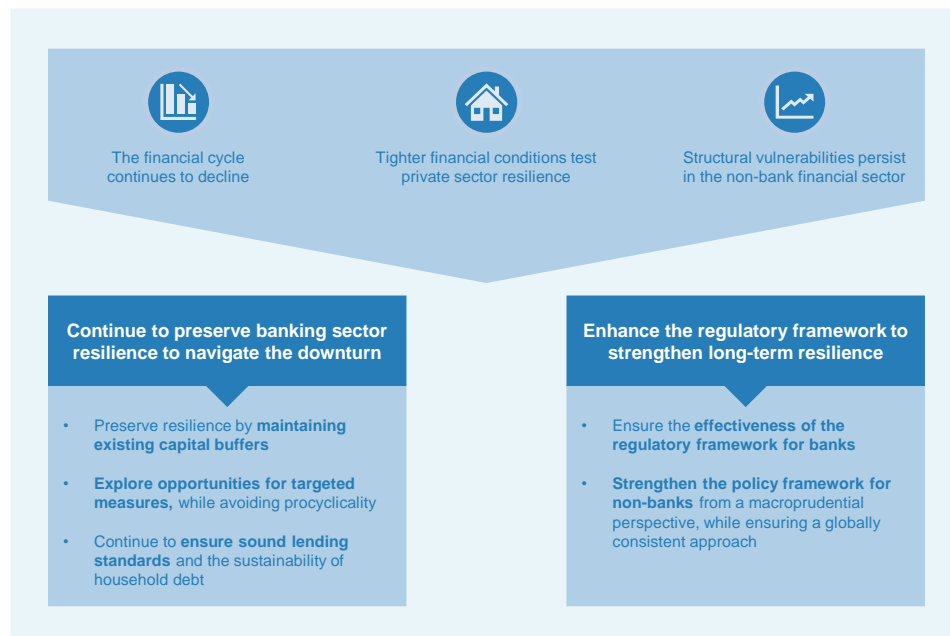 The financial cycle
continues to decline
Tighter financial conditions test
private sector resilience
Structural vulnerabilities persist
in the non-bank financial sector
Continue to preserve banking sector
resilience to navigate the downturn
• Preserve resilience by maintaining
existing capital buffers
• Explore opportunities for targeted
measures, while avoiding procyclicality
• Continue to ensure sound lending
standards and the sustainability of
household debt
Enhance the regulatory framework to
strengthen long-term resilience
• Ensure the effectiveness of the
regulatory framework for banks
• Strengthen the policy framework for
non-banks from a macroprudential
perspective, while ensuring a globally
consistent approach